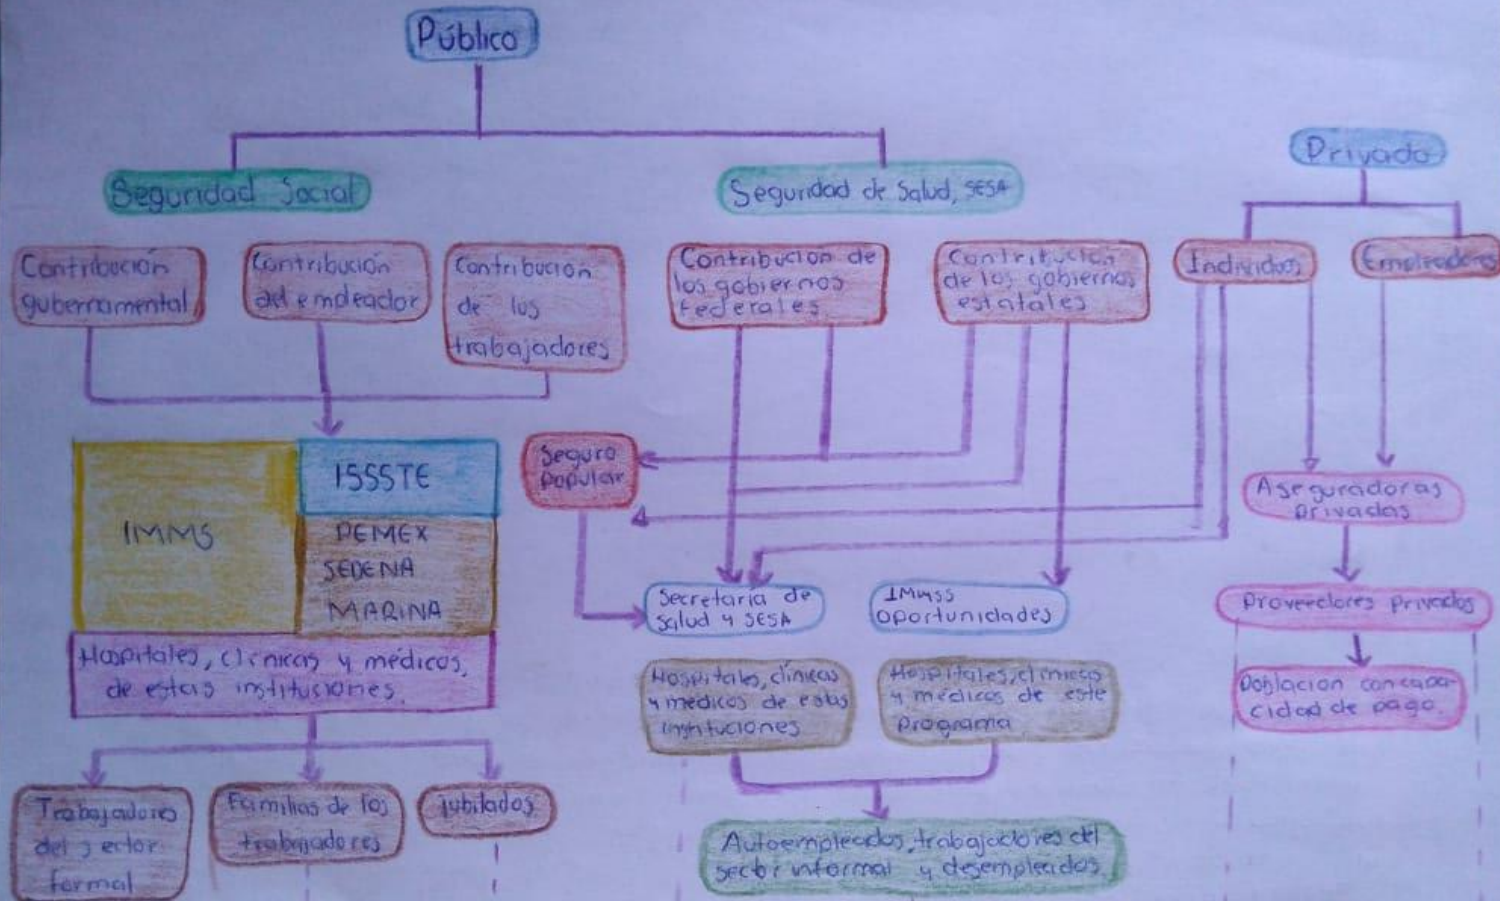 Público
Privado
Seguridad Social
Seguridad de Salud, SESA
Contribución
gubernamental
Contribución
del empleador
Contribución
de los
trabajadores
Contribución de
los gobiernos
federales
Contribución
de los gobiernos
estatales
Individuos
Empleadores
IMMS
ISSSTE
PEMEX
SEDENA
MARINA
Hospitales, clínicas y médicos,
de estas instituciones.
Seguro
Popular
Aseguradoras
privadas
Secretaría de
Salud y SESA
oportunidades
Proveedores privados
Hospitales, clínicas
y médicos de estas
instituciones
Hospitales, clínicas
y médicos de este
Programa
Población con capa-
cidad de pago.
Trabajadores
del sector
formal
Familias de los
trabajadores
jubilados
Autoempleados, trabajadores del
sector informal y desempleados.